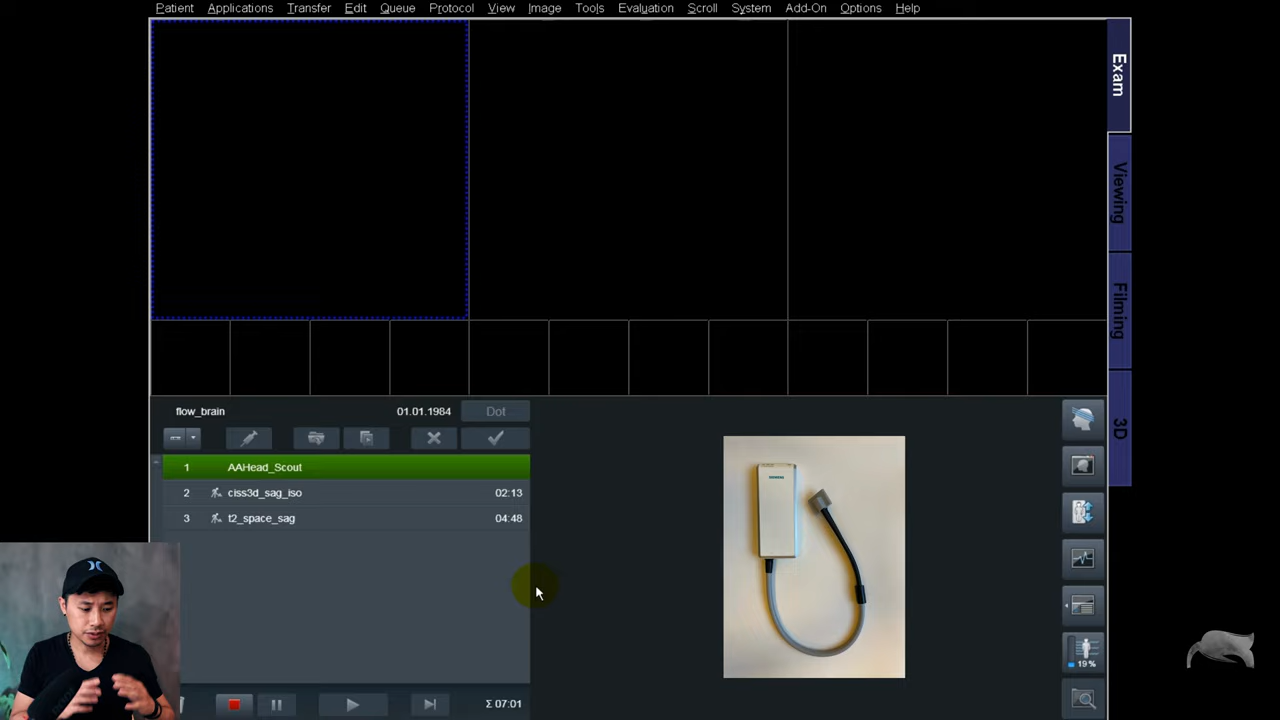 Patient Applications Transfer Edit Queue Protocol View Image Tools Evaluation Scroll System Add-On Options Help
Exam
Viewing
Filming
3D
flow_brain 01.01.1984 Dot
1 AAHead_Scout
2 ciss3d_sag_iso 02:13
3 t2_space_sag 04:48
SIEMENS
19%
Σ 07:01